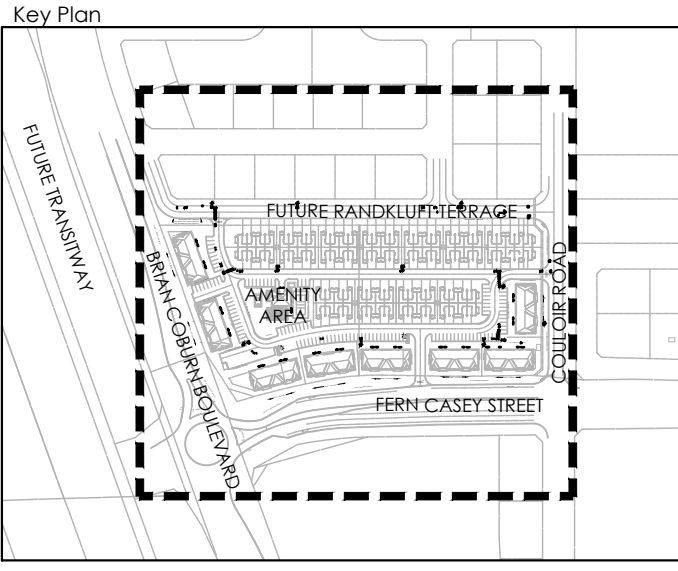 Key Plan
FUTURE TRANSITWAY
FUTURE RANDKLUFT TERRAGE
BRIAN COBURN BOULEVARD
AMENITY
AREA
COULOIR ROAD
FERN CASEY STREET